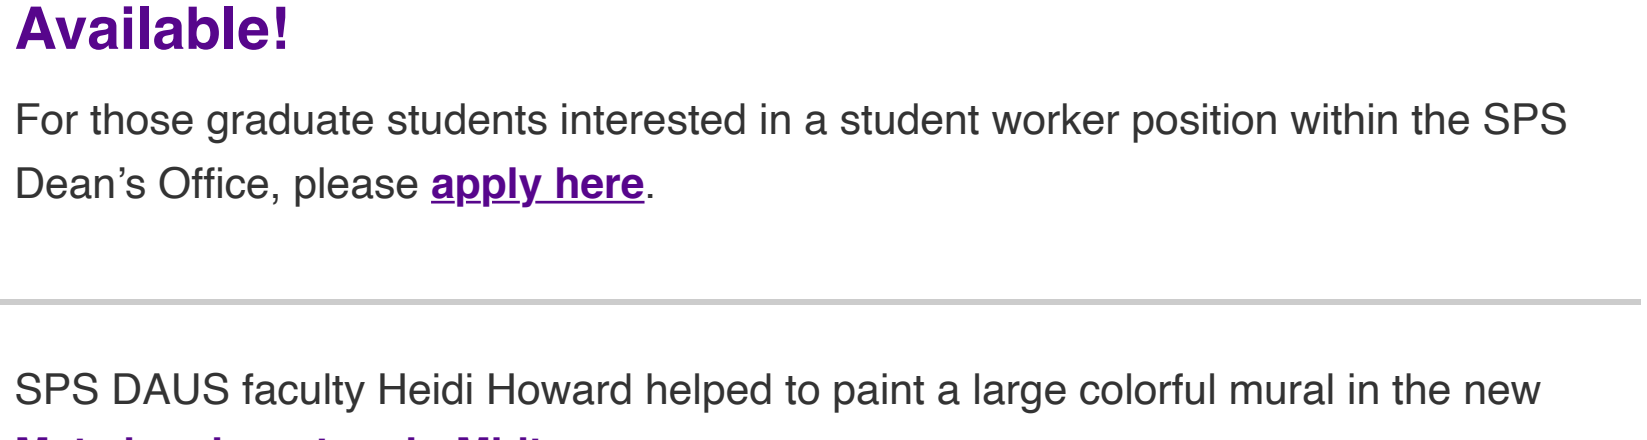 Available!
For those graduate students interested in a student worker position within the SPS
Dean’s Office, please apply here.
SPS DAUS faculty Heidi Howard helped to paint a large colorful mural in the new